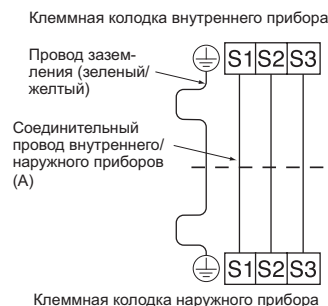 Клеммная колодка внутреннего прибора
Провод зазем-
ления (зеленый/
желтый)
S1 S2 S3
Соединительный
провод внутреннего/
наружного приборов
(A)
S1 S2 S3
Клеммная колодка наружного прибора